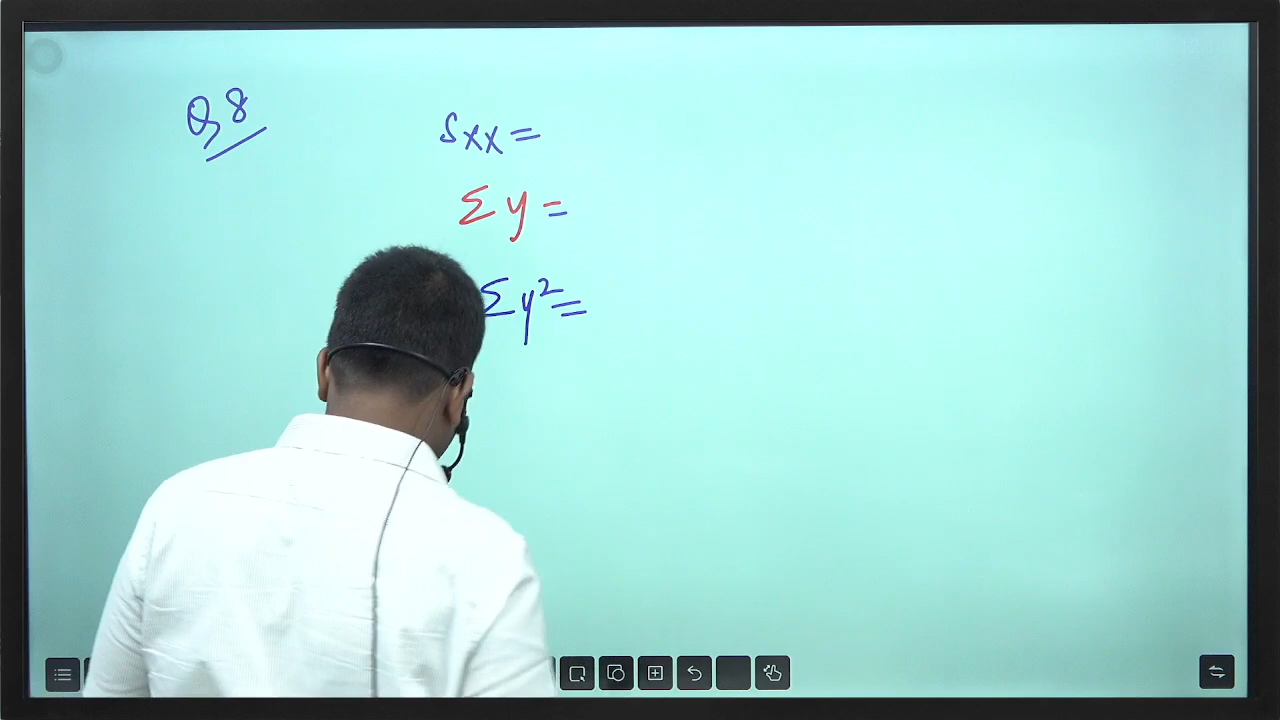 Q8
Sxx =
Σy =
Σy² =